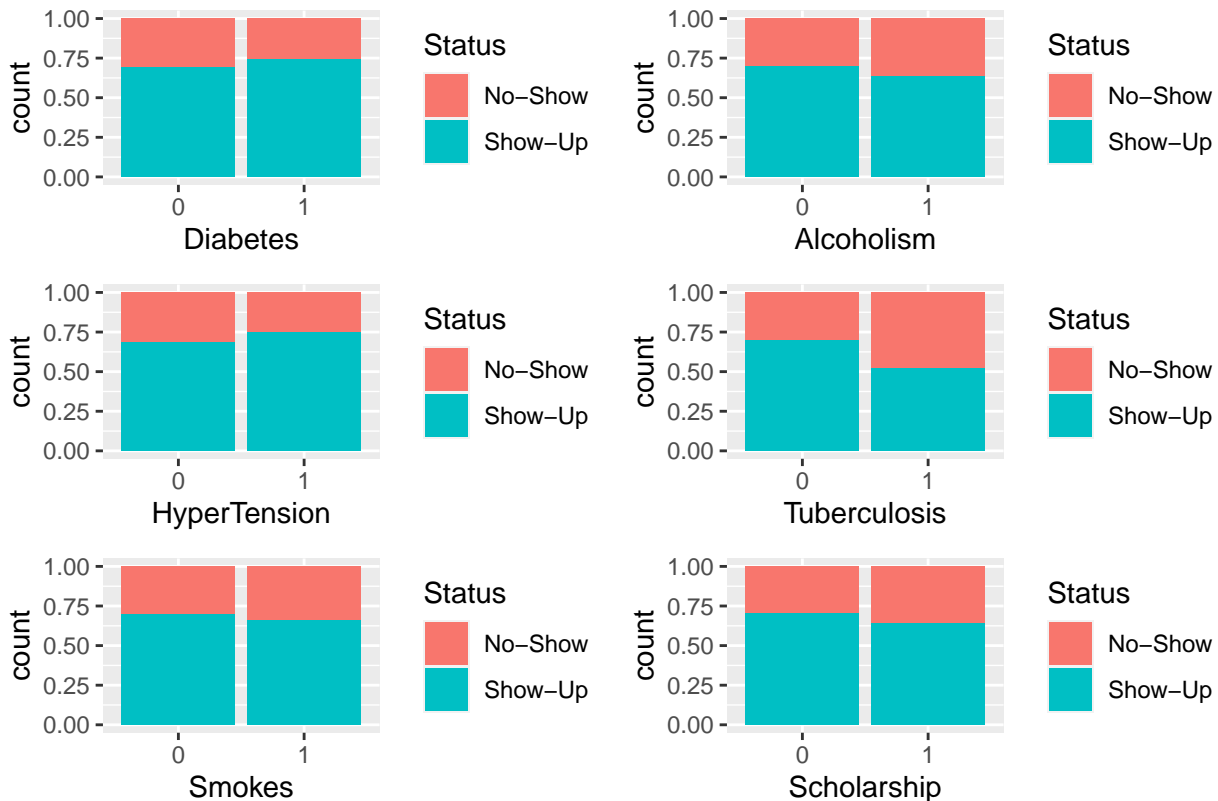 1.00
0.75
0.50
0.25
0.00
count
0 1
Diabetes
Status
No−Show
Show−Up
1.00
0.75
0.50
0.25
0.00
count
0 1
Alcoholism
Status
No−Show
Show−Up
1.00
0.75
0.50
0.25
0.00
count
0 1
HyperTension
Status
No−Show
Show−Up
1.00
0.75
0.50
0.25
0.00
count
0 1
Tuberculosis
Status
No−Show
Show−Up
1.00
0.75
0.50
0.25
0.00
count
0 1
Smokes
Status
No−Show
Show−Up
1.00
0.75
0.50
0.25
0.00
count
0 1
Scholarship
Status
No−Show
Show−Up